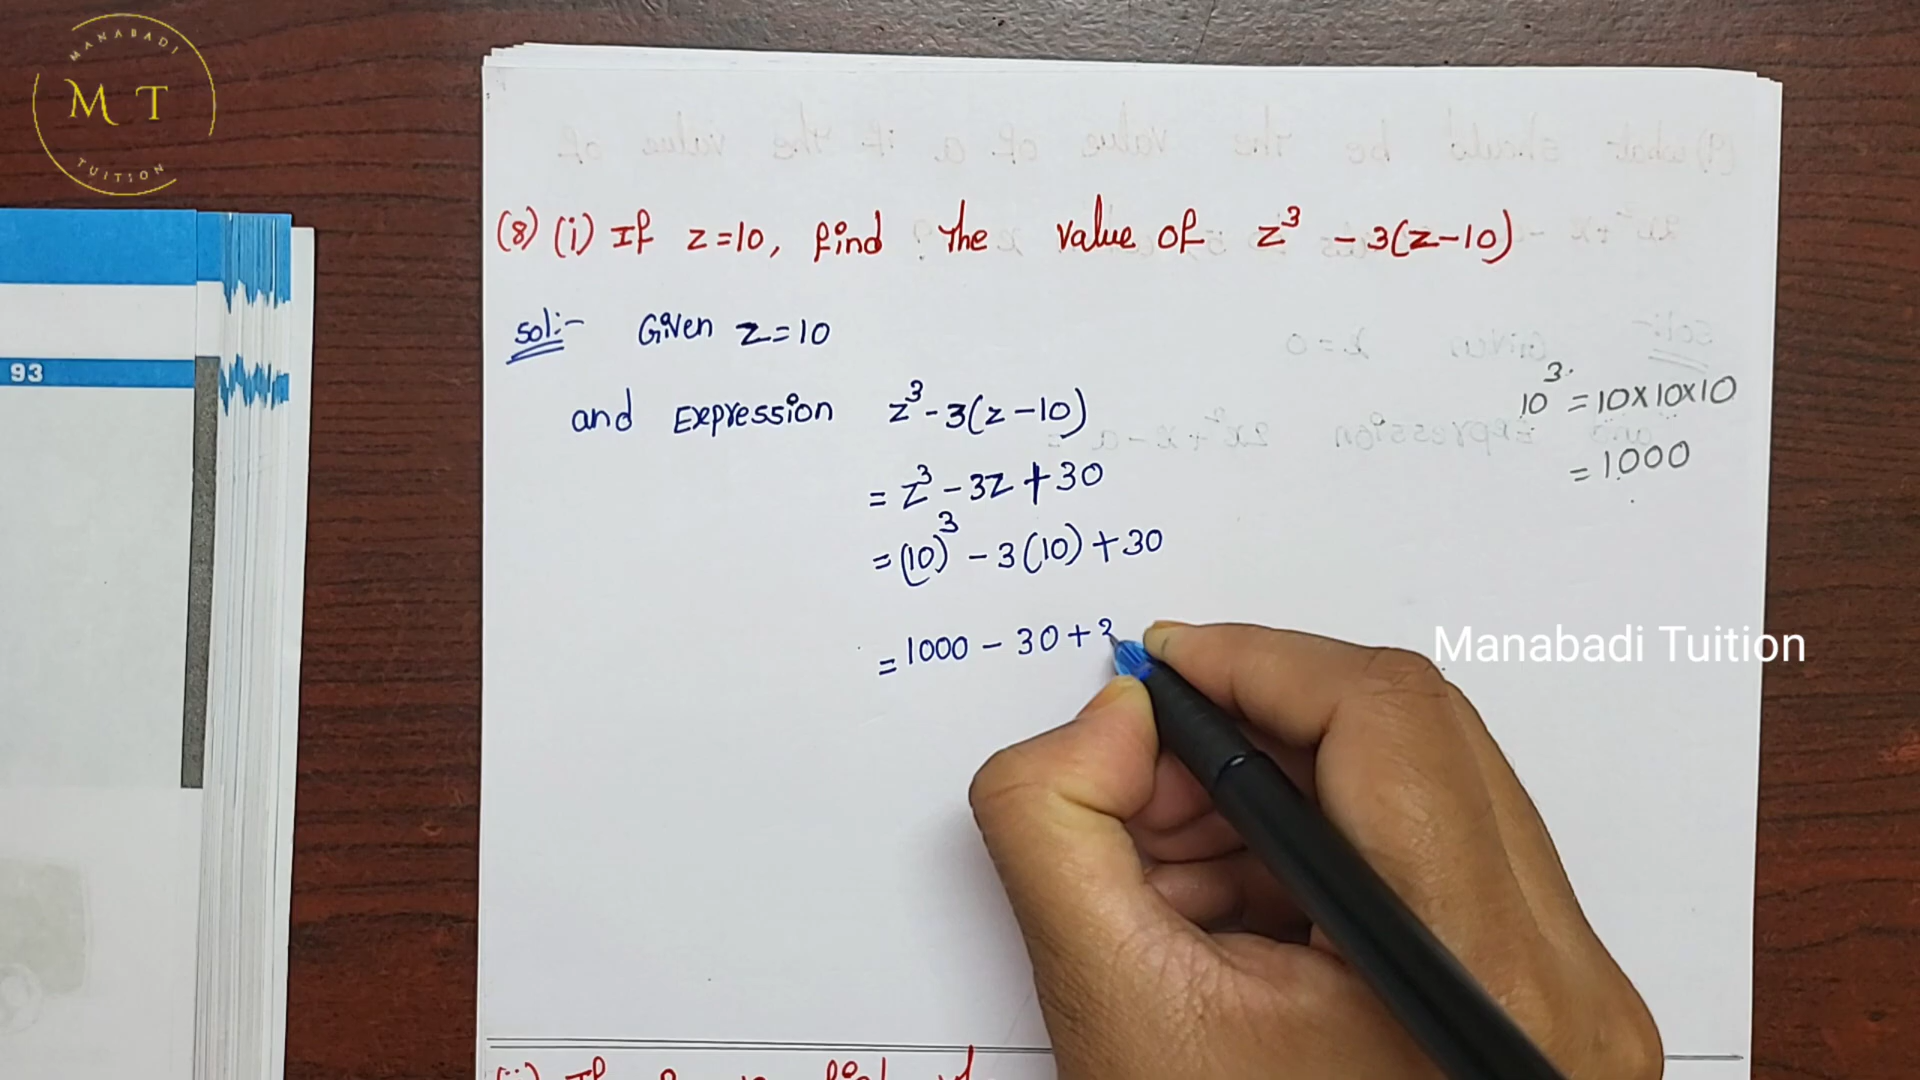 MANABADI
M T
TUITION
93
(8) (i) If z=10, find the value of z³ - 3(z-10)
Sol:- Given z=10
and Expression z³-3(z-10)
= z³-3z+30
= (10)³ - 3(10)+30
= 1000 - 30+3
10³ = 10x10x10
= 1000
Manabadi Tuition